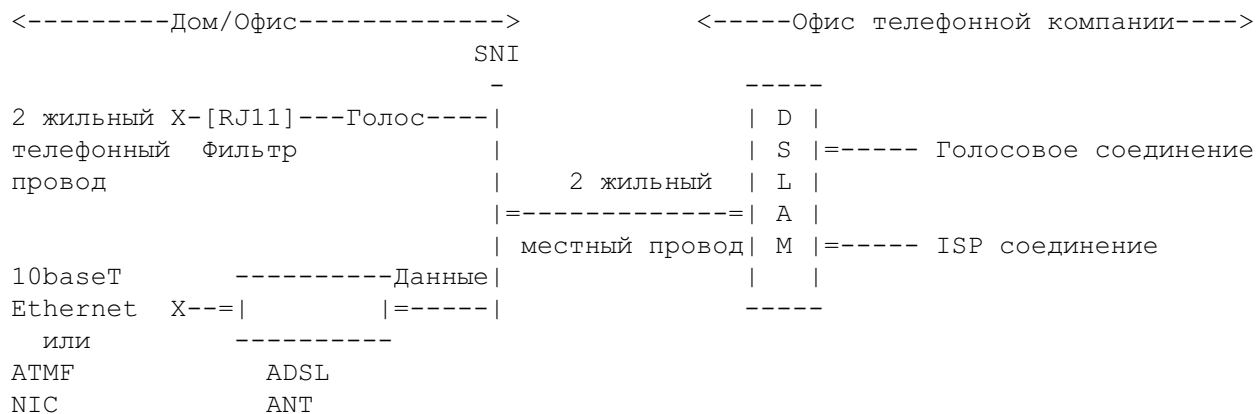 <---------Дом/Офис------------->             <-----Офис телефонной компании---->
                              SNI
                               -                -----
2 жильный X-[RJ11]---Голос----|                | D |
телефонный  Фильтр             |                | S |=----- Голосовое соединение
провод                         |    2 жильный   | L |
                               |=-------------=| A |
                               | местный провод| M |=----- ISP соединение
10baseT       ----------Данные|                |   |
Ethernet  X--=|         |=-----|                -----
  или         ----------
ATMF            ADSL
NIC             ANT